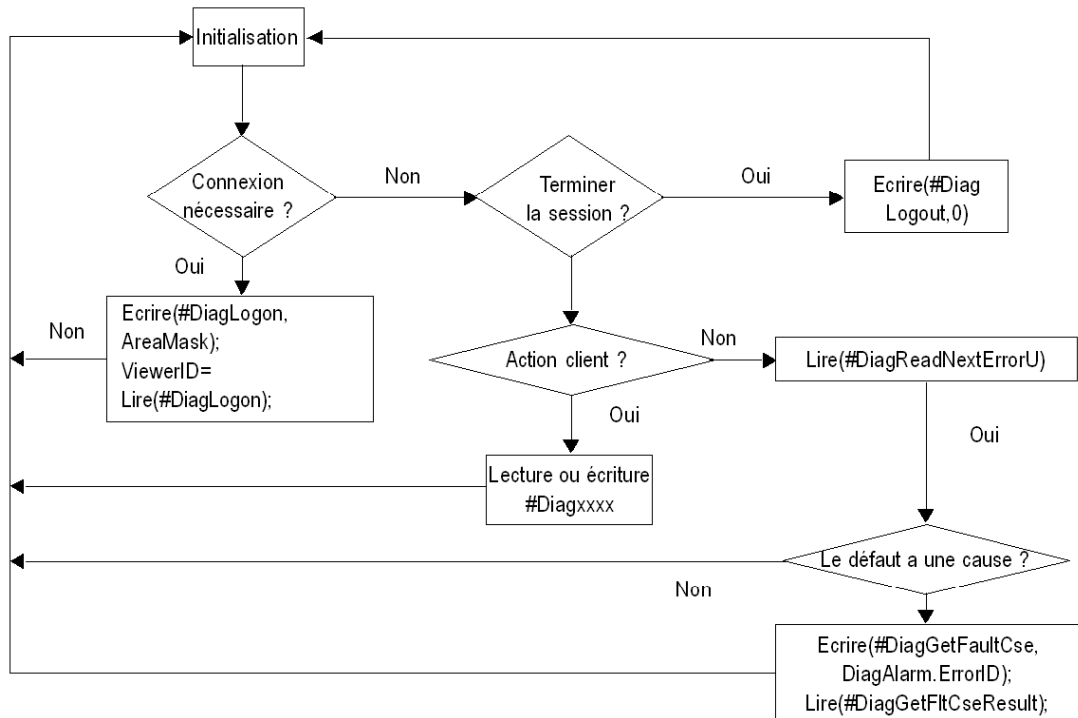 Initialisation
Connexion
nécessaire ?
Non
Terminer
la session ?
Oui
Ecrire(#Diag
Logout,0)
Oui
Non
Ecrire(#DiagLogon,
AreaMask);
ViewerID=
Lire(#DiagLogon);
Action client ?
Non
Lire(#DiagReadNextErrorU)
Oui
Oui
Lecture ou écriture
#Diagxxxx
Le défaut a une cause ?
Non
Ecrire(#DiagGetFaultCse,
DiagAlarm.ErrorID);
Lire(#DiagGetFltCseResult);